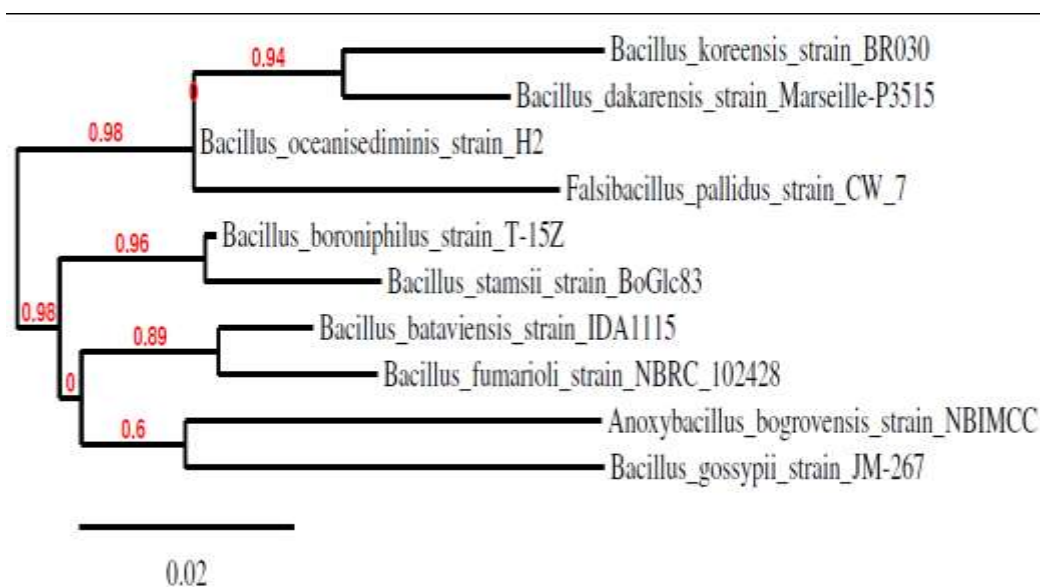 0.94
Bacillus_koreensis_strain_BR030
0
Bacillus_dakarensis_strain_Marseille-P3515
0.98
Bacillus_oceanisediminis_strain_H2
Falsibacillus_pallidus_strain_CW_7
0.96
Bacillus_boroniphilus_strain_T-15Z
Bacillus_stamsii_strain_BoGlc83
0.98
0.89
Bacillus_bataviensis_strain_IDA1115
0
Bacillus_fumarioli_strain_NBRC_102428
0.6
Anoxybacillus_bogrovensis_strain_NBIMCC
Bacillus_gossypii_strain_JM-267
0.02